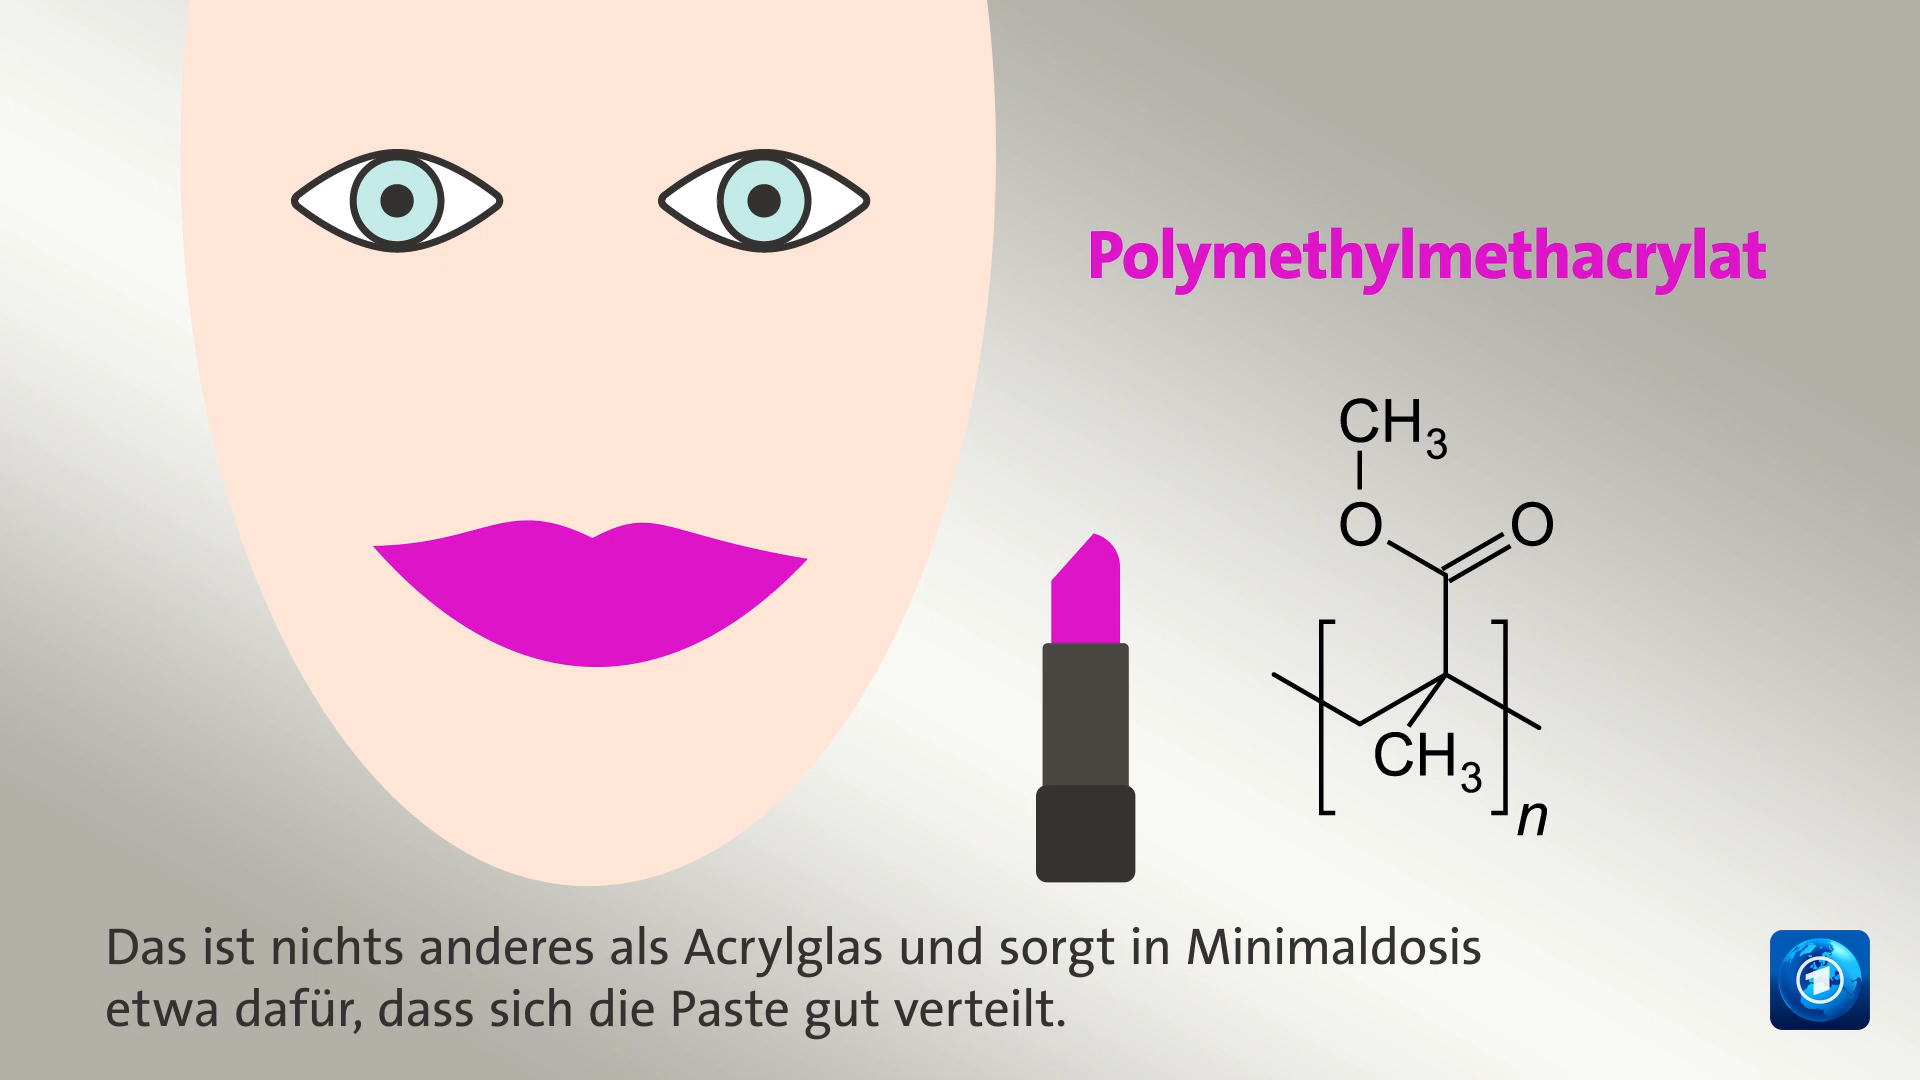 Polymethylmethacrylat
CH3
O
O
CH3
n
Das ist nichts anderes als Acrylglas und sorgt in Minimaldosis
etwa dafür, dass sich die Paste gut verteilt.
1